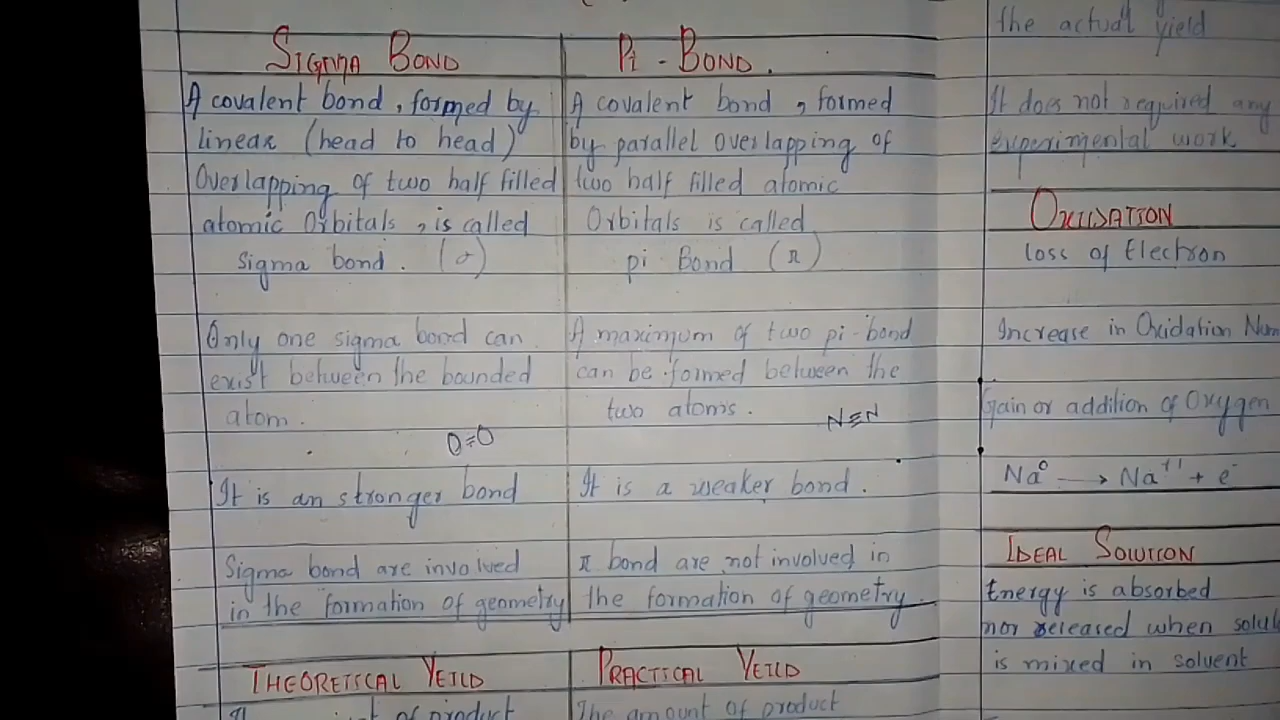 SIGMA BOND
A covalent bond, formed by
linear (head to head)
Overlapping of two half filled
atomic Orbitals, is called
Sigma bond. (σ)
Only one sigma bond can
exist between the bounded
atom.
O=O
It is an stronger bond
Sigma bond are involved
in the formation of geometry
THEORETICAL YEILD
of product
Pi - BOND.
A covalent bond, formed
by parallel overlapping of
two half filled atomic
Orbitals is called
pi Bond (π)
A maximum of two pi-bond
can be formed between the
two atoms.
N≡N
It is a weaker bond.
π bond are not involved in
the formation of geometry.
PRACTICAL YEILD
The amount of product
the actual yield
It does not required any
experimental work
OXIDATION
loss of Electron
Increase in Oxidation Num
Gain or addition of Oxygen
Na⁰ → Na⁺¹ + e⁻
IDEAL SOLUTION
Energy is absorbed
nor released when solut
is mixed in solvent